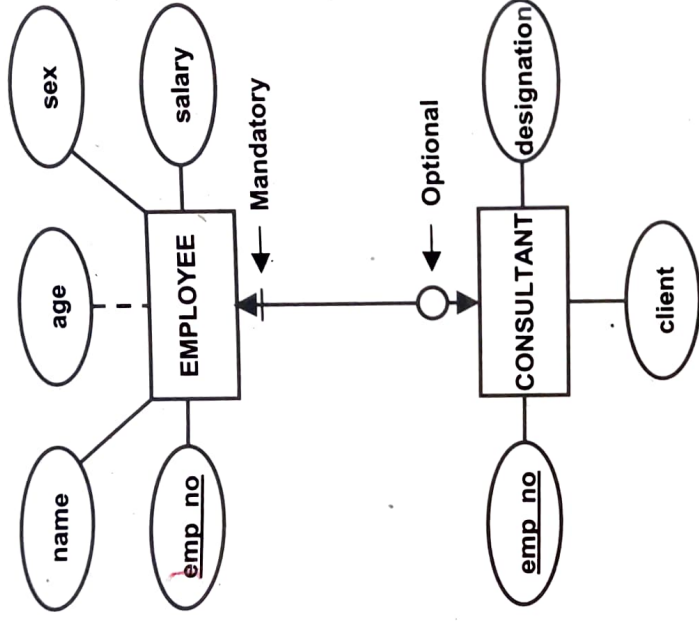 name
age
sex
emp_no
EMPLOYEE
salary
Mandatory
Optional
emp_no
CONSULTANT
designation
client